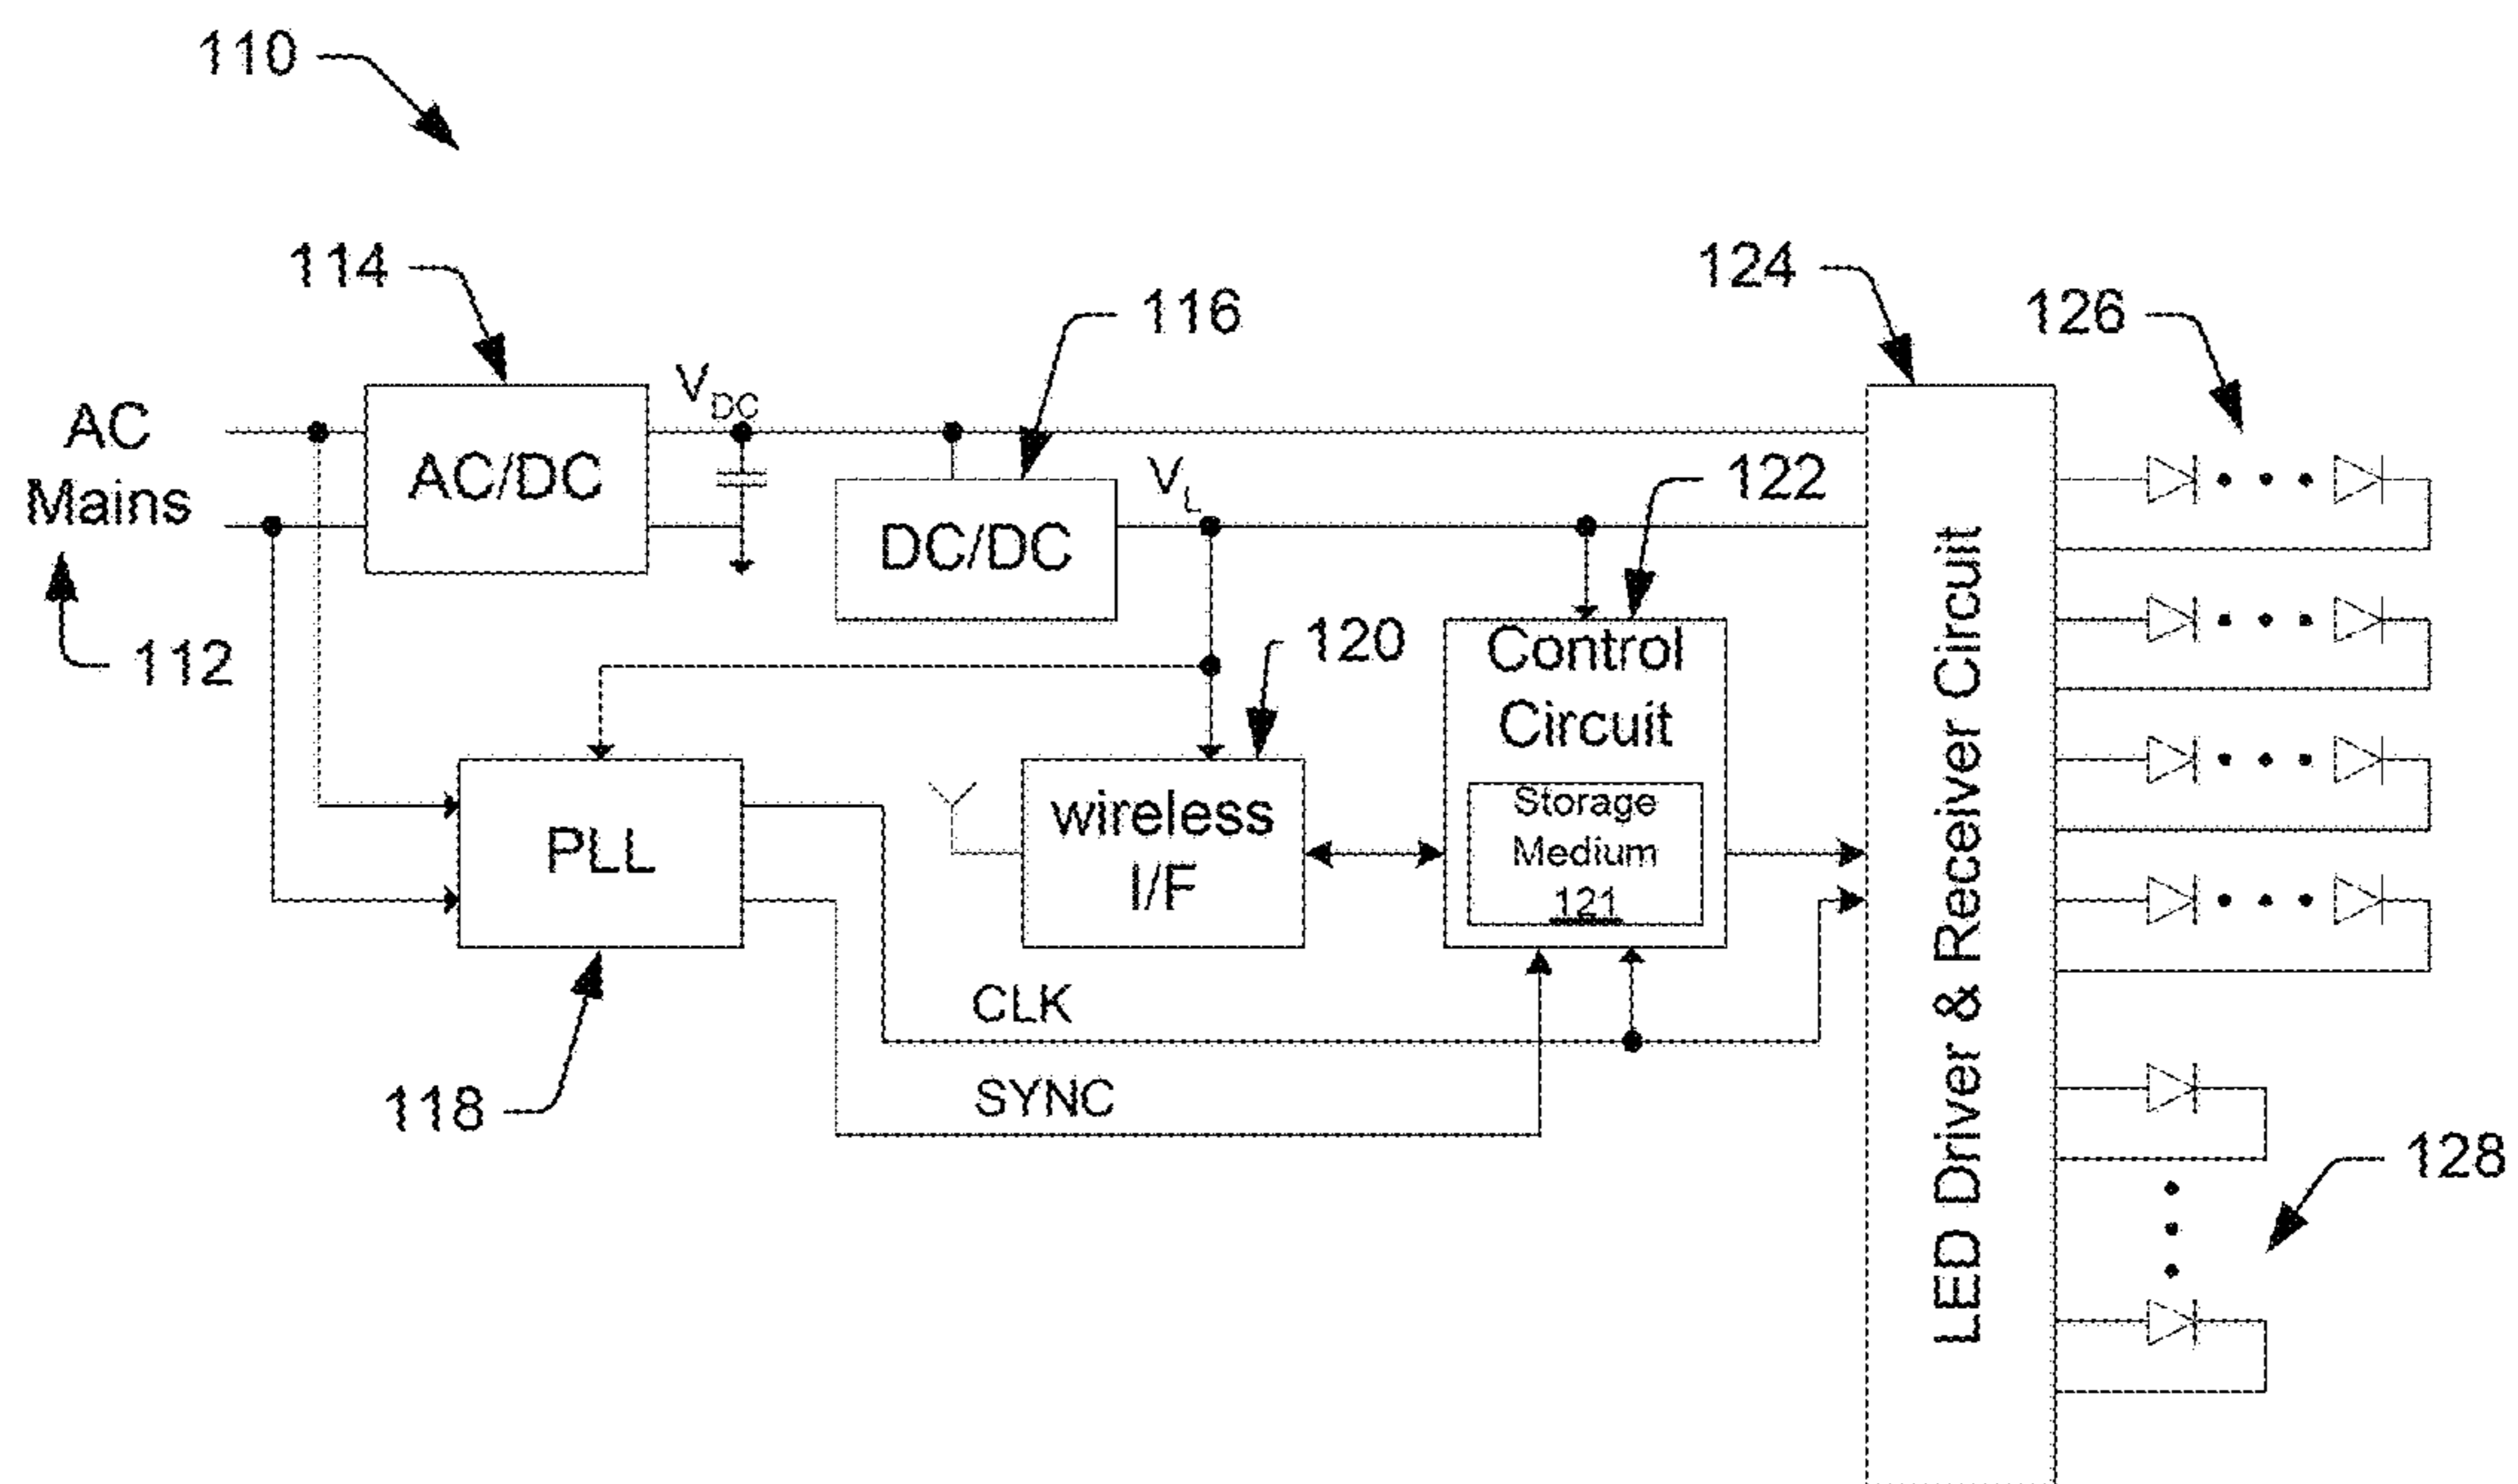 110
114
116
124
126
AC
Mains
112
AC/DC
VDC
DC/DC
VL
122
120
PLL
118
wireless
I/F
Control
Circuit
Storage
Medium
121
CLK
SYNC
LED Driver & Receiver Circuit
128